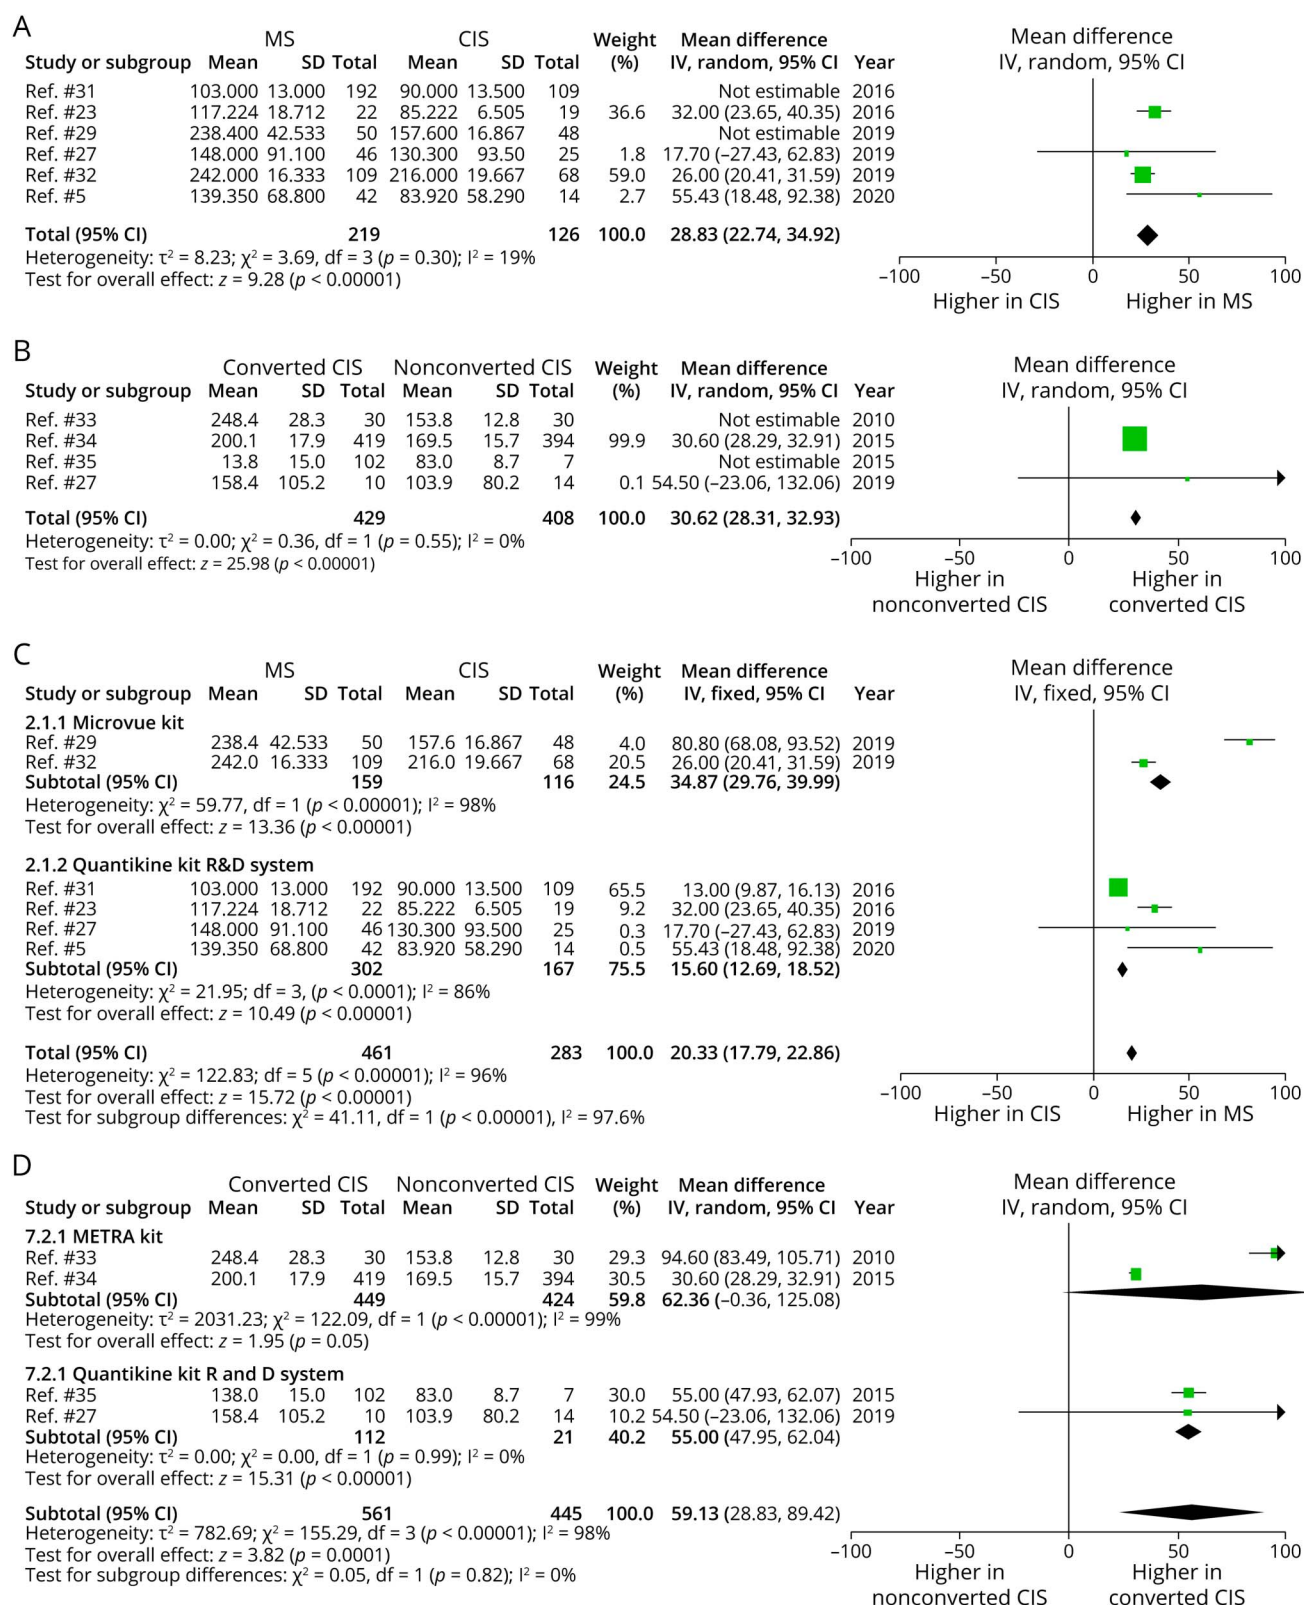 A
MS CIS Weight Mean difference Mean difference
Study or subgroup Mean SD Total Mean SD Total (%) IV, random, 95% CI Year IV, random, 95% CI
Ref. #31 103.000 13.000 192 90.000 13.500 109 Not estimable 2016
Ref. #23 117.224 18.712 22 85.222 6.505 19 36.6 32.00 (23.65, 40.35) 2016
Ref. #29 238.400 42.533 50 157.600 16.867 48 Not estimable 2019
Ref. #27 148.000 91.100 46 130.300 93.50 25 1.8 17.70 (–27.43, 62.83) 2019
Ref. #32 242.000 16.333 109 216.000 19.667 68 59.0 26.00 (20.41, 31.59) 2019
Ref. #5 139.350 68.800 42 83.920 58.290 14 2.7 55.43 (18.48, 92.38) 2020
Total (95% CI) 219 126 100.0 28.83 (22.74, 34.92)
Heterogeneity: τ² = 8.23; χ² = 3.69, df = 3 (p = 0.30); I² = 19%
Test for overall effect: z = 9.28 (p < 0.00001)
–100 –50 0 50 100
Higher in CIS Higher in MS
B
Converted CIS Nonconverted CIS Weight Mean difference Mean difference
Study or subgroup Mean SD Total Mean SD Total (%) IV, random, 95% CI Year IV, random, 95% CI
Ref. #33 248.4 28.3 30 153.8 12.8 30 Not estimable 2010
Ref. #34 200.1 17.9 419 169.5 15.7 394 99.9 30.60 (28.29, 32.91) 2015
Ref. #35 13.8 15.0 102 83.0 8.7 7 Not estimable 2015
Ref. #27 158.4 105.2 10 103.9 80.2 14 0.1 54.50 (–23.06, 132.06) 2019
Total (95% CI) 429 408 100.0 30.62 (28.31, 32.93)
Heterogeneity: τ² = 0.00; χ² = 0.36, df = 1 (p = 0.55); I² = 0%
Test for overall effect: z = 25.98 (p < 0.00001)
–100 –50 0 50 100
Higher in Higher in
nonconverted CIS converted CIS
C
MS CIS Weight Mean difference Mean difference
Study or subgroup Mean SD Total Mean SD Total (%) IV, fixed, 95% CI Year IV, fixed, 95% CI
2.1.1 Microvue kit
Ref. #29 238.4 42.533 50 157.6 16.867 48 4.0 80.80 (68.08, 93.52) 2019
Ref. #32 242.0 16.333 109 216.0 19.667 68 20.5 26.00 (20.41, 31.59) 2019
Subtotal (95% CI) 159 116 24.5 34.87 (29.76, 39.99)
Heterogeneity: χ² = 59.77, df = 1 (p < 0.00001); I² = 98%
Test for overall effect: z = 13.36 (p < 0.00001)
2.1.2 Quantikine kit R&D system
Ref. #31 103.000 13.000 192 90.000 13.500 109 65.5 13.00 (9.87, 16.13) 2016
Ref. #23 117.224 18.712 22 85.222 6.505 19 9.2 32.00 (23.65, 40.35) 2016
Ref. #27 148.000 91.100 46 130.300 93.500 25 0.3 17.70 (–27.43, 62.83) 2019
Ref. #5 139.350 68.800 42 83.920 58.290 14 0.5 55.43 (18.48, 92.38) 2020
Subtotal (95% CI) 302 167 75.5 15.60 (12.69, 18.52)
Heterogeneity: χ² = 21.95; df = 3, (p < 0.0001); I² = 86%
Test for overall effect: z = 10.49 (p < 0.00001)
Total (95% CI) 461 283 100.0 20.33 (17.79, 22.86)
Heterogeneity: χ² = 122.83; df = 5 (p < 0.00001); I² = 96%
Test for overall effect: z = 15.72 (p < 0.00001)
Test for subgroup differences: χ² = 41.11, df = 1 (p < 0.00001), I² = 97.6%
–100 –50 0 50 100
Higher in CIS Higher in MS
D
Converted CIS Nonconverted CIS Weight Mean difference Mean difference
Study or subgroup Mean SD Total Mean SD Total (%) IV, random, 95% CI Year IV, random, 95% CI
7.2.1 METRA kit
Ref. #33 248.4 28.3 30 153.8 12.8 30 29.3 94.60 (83.49, 105.71) 2010
Ref. #34 200.1 17.9 419 169.5 15.7 394 30.5 30.60 (28.29, 32.91) 2015
Subtotal (95% CI) 449 424 59.8 62.36 (–0.36, 125.08)
Heterogeneity: τ² = 2031.23; χ² = 122.09, df = 1 (p < 0.00001); I² = 99%
Test for overall effect: z = 1.95 (p = 0.05)
7.2.1 Quantikine kit R and D system
Ref. #35 138.0 15.0 102 83.0 8.7 7 30.0 55.00 (47.93, 62.07) 2015
Ref. #27 158.4 105.2 10 103.9 80.2 14 10.2 54.50 (–23.06, 132.06) 2019
Subtotal (95% CI) 112 21 40.2 55.00 (47.95, 62.04)
Heterogeneity: τ² = 0.00; χ² = 0.00, df = 1 (p = 0.99); I² = 0%
Test for overall effect: z = 15.31 (p < 0.00001)
Subtotal (95% CI) 561 445 100.0 59.13 (28.83, 89.42)
Heterogeneity: τ² = 782.69; χ² = 155.29, df = 3 (p < 0.00001); I² = 98%
Test for overall effect: z = 3.82 (p = 0.0001)
Test for subgroup differences: χ² = 0.05, df = 1 (p = 0.82); I² = 0%
–100 –50 0 50 100
Higher in Higher in
nonconverted CIS converted CIS